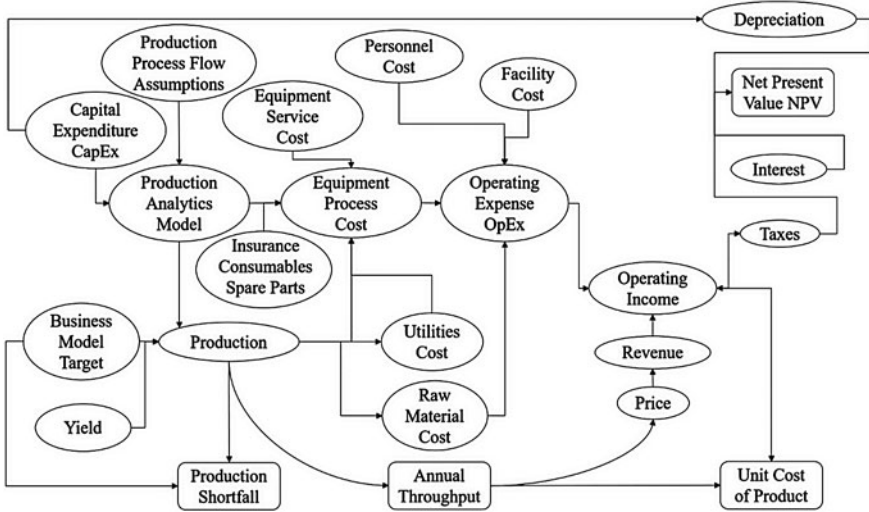 Depreciation
Production
Process Flow
Assumptions
Personnel
Cost
Facility
Cost
Net Present
Value NPV
Capital
Expenditure
CapEx
Equipment
Service
Cost
Interest
Production
Analytics
Model
Equipment
Process
Cost
Operating
Expense
OpEx
Taxes
Insurance
Consumables
Spare Parts
Operating
Income
Business
Model
Target
Production
Utilities
Cost
Revenue
Price
Yield
Raw
Material
Cost
Production
Shortfall
Annual
Throughput
Unit Cost
of Product